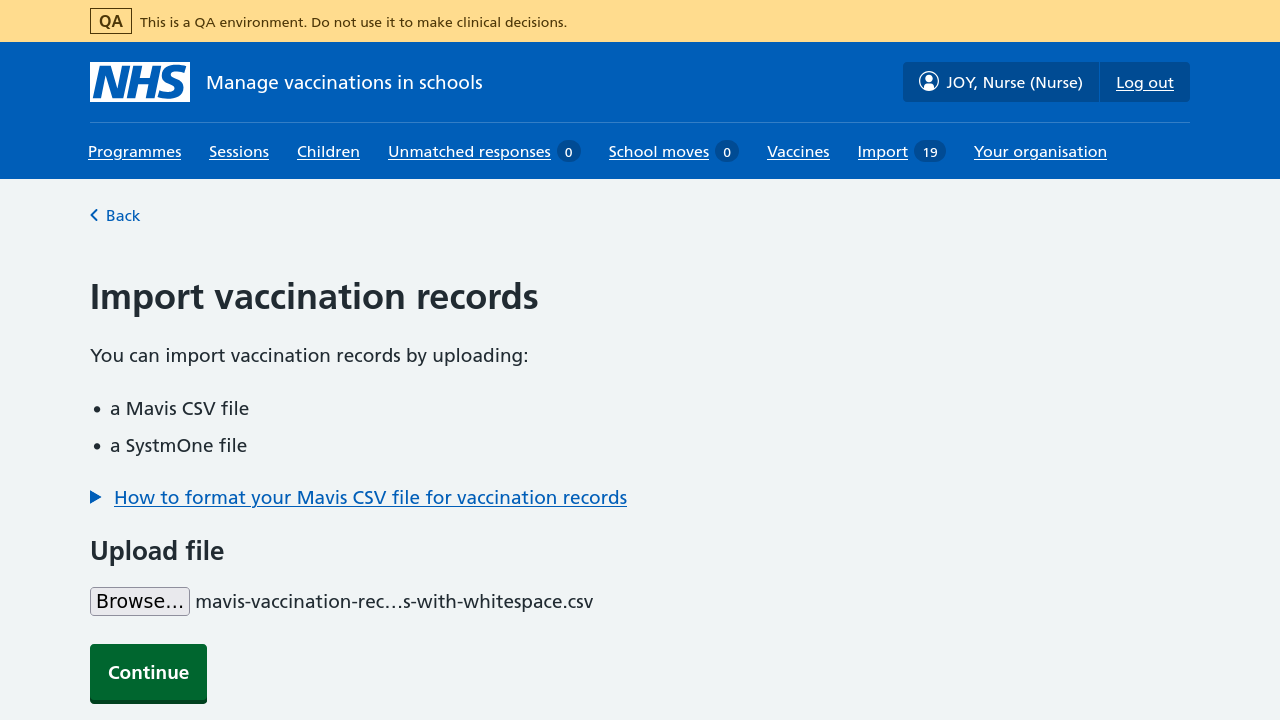 QA This is a QA environment. Do not use it to make clinical decisions.
NHS Manage vaccinations in schools JOY, Nurse (Nurse) Log out
Programmes Sessions Children Unmatched responses 0 School moves 0 Vaccines Import 19 Your organisation
Back
Import vaccination records
You can import vaccination records by uploading:
• a Mavis CSV file
• a SystmOne file
How to format your Mavis CSV file for vaccination records
Upload file
Browse... mavis-vaccination-rec…s-with-whitespace.csv
Continue